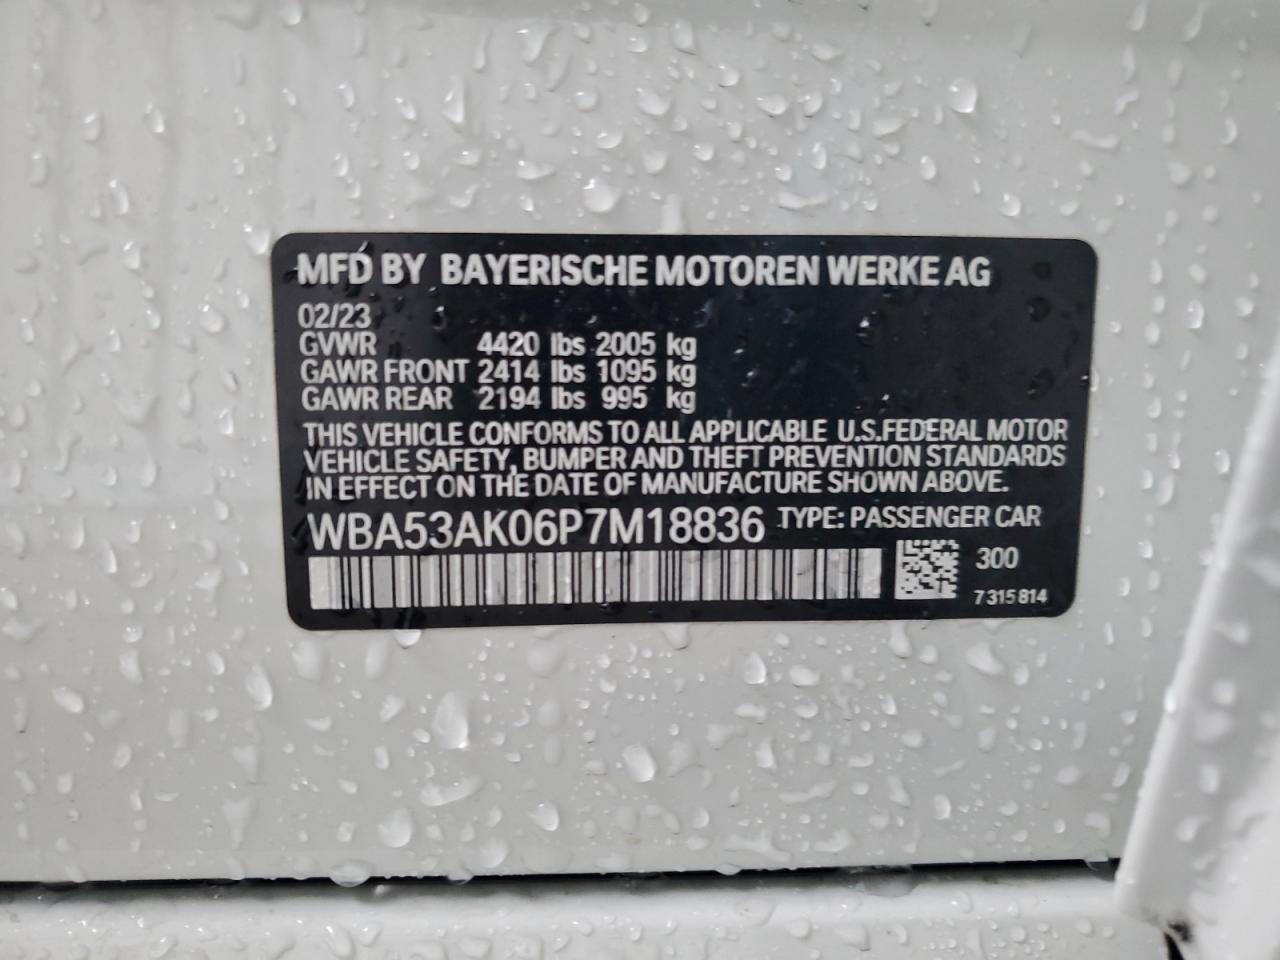 MFD BY BAYERISCHE MOTOREN WERKE AG
02/23
GVWR 4420 lbs 2005 kg
GAWR FRONT 2414 lbs 1095 kg
GAWR REAR 2194 lbs 995 kg
THIS VEHICLE CONFORMS TO ALL APPLICABLE U.S.FEDERAL MOTOR
VEHICLE SAFETY, BUMPER AND THEFT PREVENTION STANDARDS
IN EFFECT ON THE DATE OF MANUFACTURE SHOWN ABOVE.
WBA53AK06P7M18836 TYPE: PASSENGER CAR
300
7 315 814